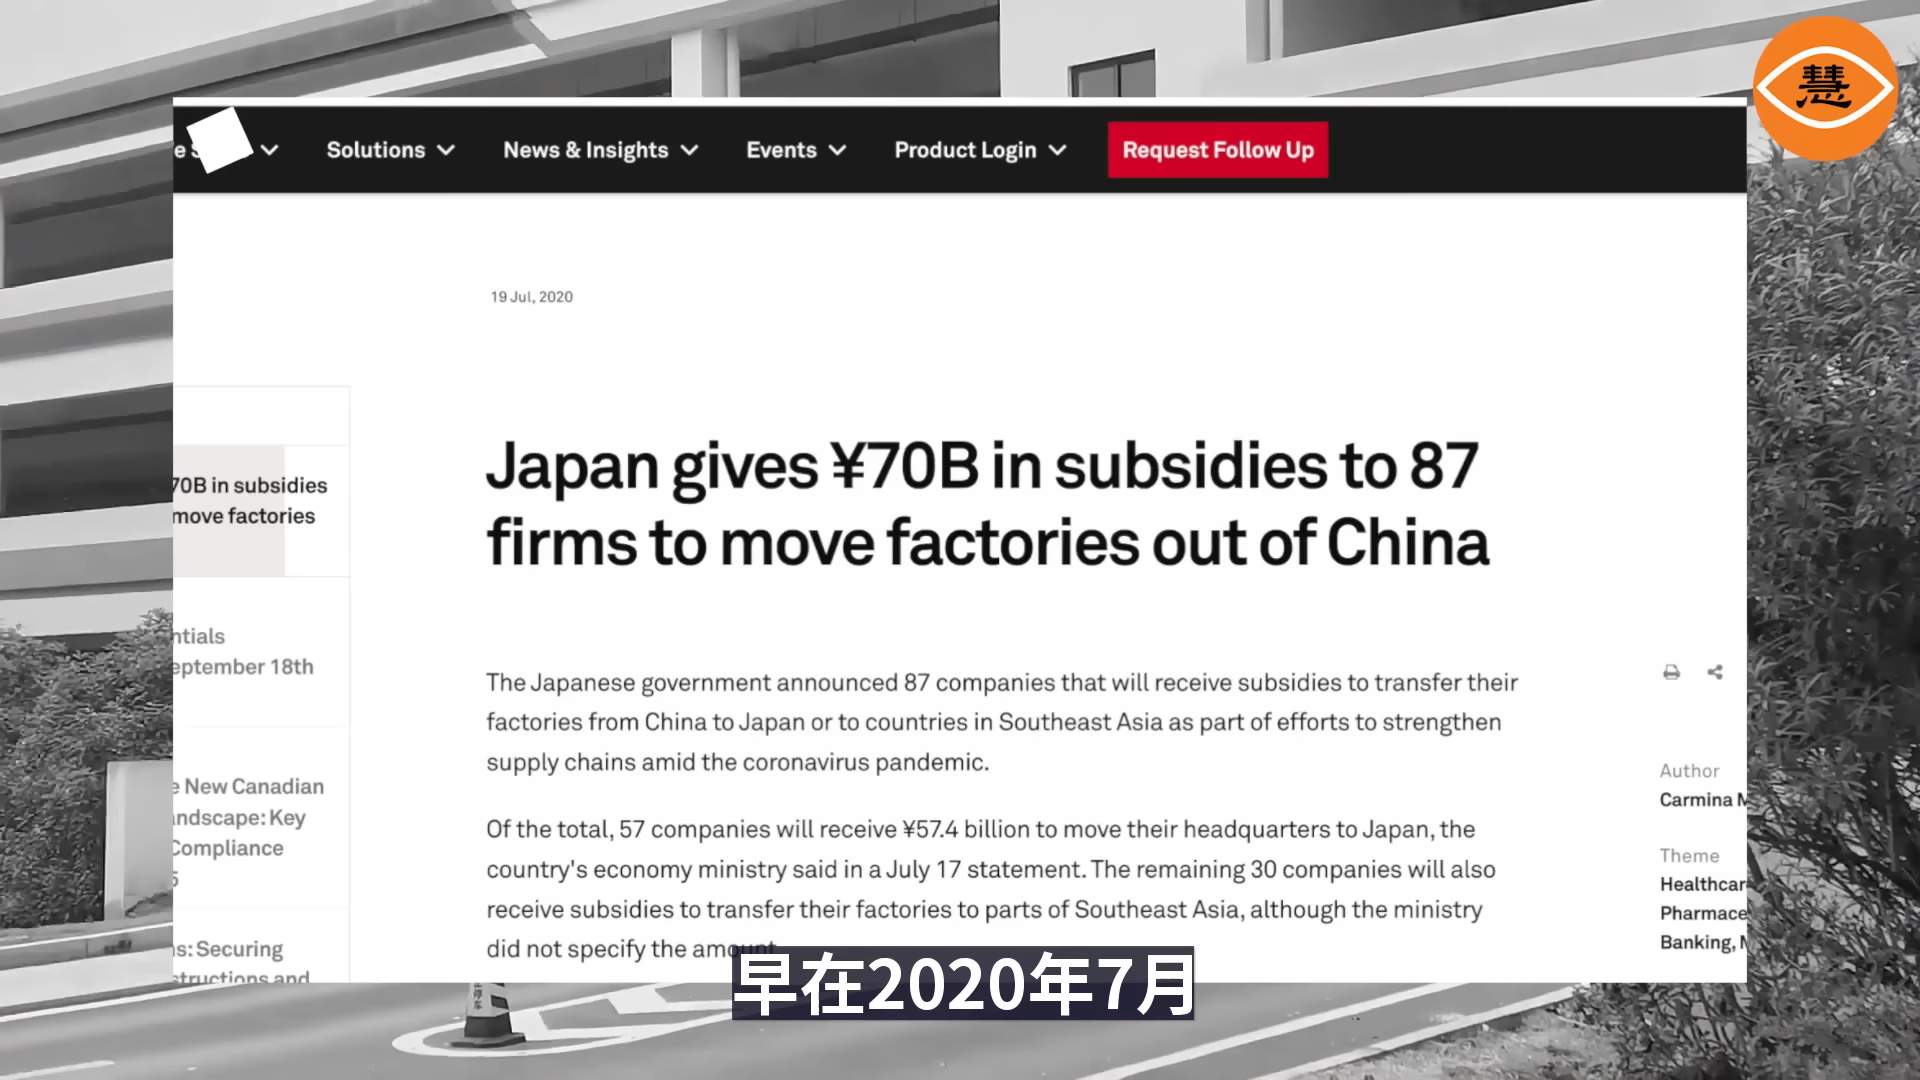 慧
Solutions
News & Insights
Events
Product Login
Request Follow Up
19 Jul, 2020
70B in subsidies
move factories
ntials
eptember 18th
e New Canadian
andscape: Key
Compliance
5
s: Securing
structions and
Japan gives ¥70B in subsidies to 87
firms to move factories out of China
The Japanese government announced 87 companies that will receive subsidies to transfer their
factories from China to Japan or to countries in Southeast Asia as part of efforts to strengthen
supply chains amid the coronavirus pandemic.
Of the total, 57 companies will receive ¥57.4 billion to move their headquarters to Japan, the
country's economy ministry said in a July 17 statement. The remaining 30 companies will also
receive subsidies to transfer their factories to parts of Southeast Asia, although the ministry
did not specify the amount.
Author
Carmina
Theme
Healthcar
Pharmace
Banking,
早在2020年7月